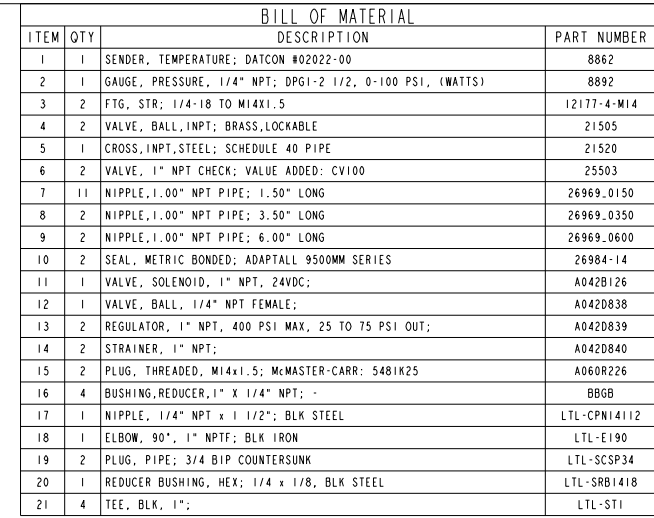 BILL OF MATERIAL
ITEM QTY DESCRIPTION PART NUMBER
1 1 SENDER, TEMPERATURE; DATCON #02022-00 8862
2 1 GAUGE, PRESSURE, 1/4" NPT; DPG1-2 1/2, 0-100 PSI, (WATTS) 8892
3 2 FTG, STR; 1/4-18 TO M14X1.5 12177-4-M14
4 2 VALVE, BALL,1NPT; BRASS,LOCKABLE 21505
5 1 CROSS,1NPT,STEEL; SCHEDULE 40 PIPE 21520
6 2 VALVE, 1" NPT CHECK; VALUE ADDED: CV100 25503
7 11 NIPPLE,1.00" NPT PIPE; 1.50" LONG 26969_0150
8 2 NIPPLE,1.00" NPT PIPE; 3.50" LONG 26969_0350
9 2 NIPPLE,1.00" NPT PIPE; 6.00" LONG 26969_0600
10 2 SEAL, METRIC BONDED; ADAPTALL 9500MM SERIES 26984-14
11 1 VALVE, SOLENOID, 1" NPT, 24VDC; A042B126
12 1 VALVE, BALL, 1/4" NPT FEMALE; A042D838
13 2 REGULATOR, 1" NPT, 400 PSI MAX, 25 TO 75 PSI OUT; A042D839
14 2 STRAINER, 1" NPT; A042D840
15 2 PLUG, THREADED, M14x1.5; McMASTER-CARR: 5481K25 A060R226
16 4 BUSHING,REDUCER,1" X 1/4" NPT; - BBGB
17 1 NIPPLE, 1/4" NPT x 1 1/2"; BLK STEEL LTL-CPN14112
18 1 ELBOW, 90°, 1" NPTF; BLK IRON LTL-E190
19 2 PLUG, PIPE; 3/4 BIP COUNTERSUNK LTL-SCSP34
20 1 REDUCER BUSHING, HEX; 1/4 x 1/8, BLK STEEL LTL-SRB1418
21 4 TEE, BLK, 1"; LTL-ST1